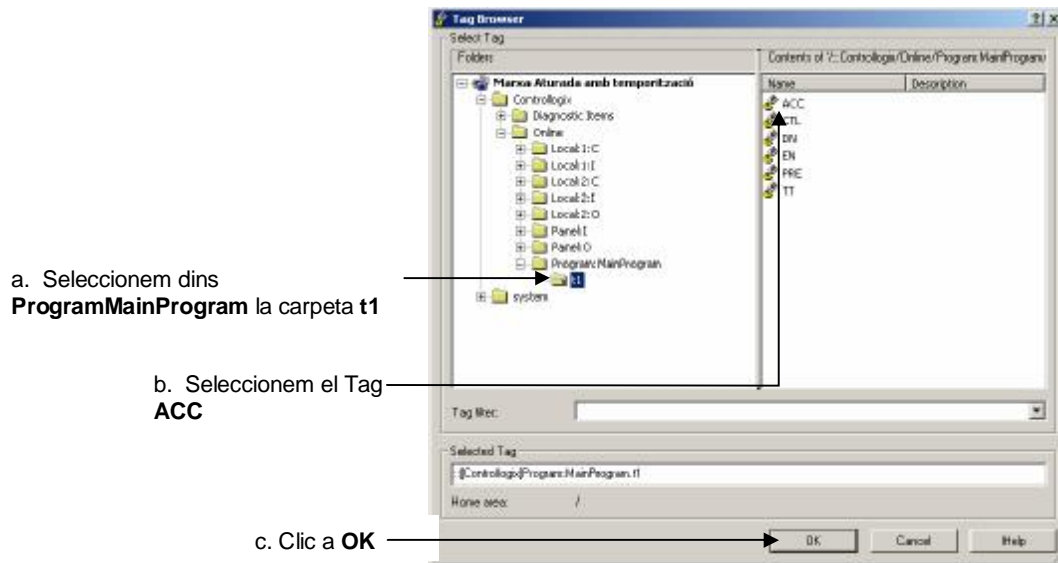 Tag Browser
Select Tag
Folders
Contents of '/::Controllogix/Online/Program:MainProgram/
Marxa Aturada amb temporització
Name Description
Controllogix
Diagnostic Items
Online
Local:1:C
Local:1:I
Local:2:C
Local:2:I
Local:2:O
Panel:I
Panel:O
Program:MainProgram
t1
system
ACC
CTL
DN
EN
PRE
TT
a. Seleccionem dins
ProgramMainProgram la carpeta t1
b. Seleccionem el Tag
ACC
Tag filter:
Selected Tag
::[Controllogix]Program:MainProgram.t1
Home area: /
c. Clic a OK
OK Cancel Help